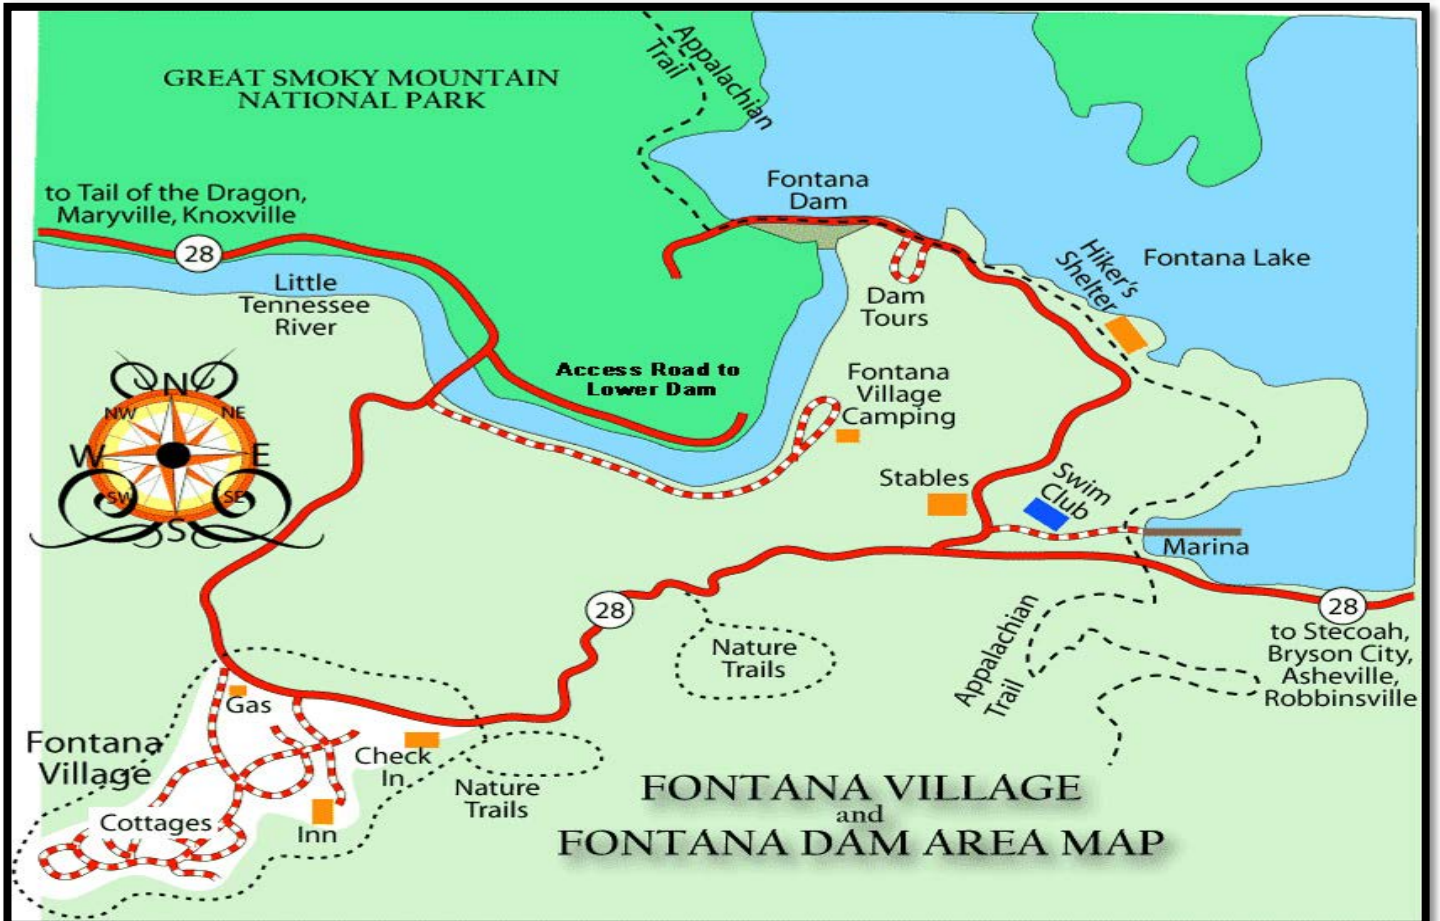 Appalachian
Trail
GREAT SMOKY MOUNTAIN
NATIONAL PARK
to Tail of the Dragon,
Maryville, Knoxville
28
Fontana
Dam
Little
Tennessee
River
Dam
Tours
Hiker's
Shelter
Fontana Lake
Access Road to
Lower Dam
Fontana
Village
Camping
N
NW
NE
W
E
SW
SE
S
Stables
Swim
Club
Marina
28
28
to Stecoah,
Bryson City,
Asheville,
Robbinsville
Nature
Trails
Appalachian
Trail
Gas
Fontana
Village
Check
In
Nature
Trails
Cottages
Inn
FONTANA VILLAGE
and
FONTANA DAM AREA MAP